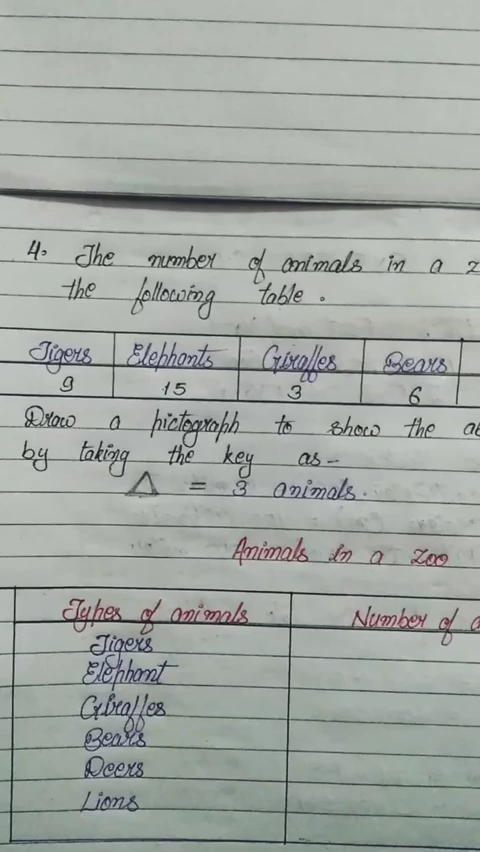 4. The number of animals in a
the following table.
Tigers Elephants Giraffes Bears
9 15 3 6
Draw a pictograph to show the
by taking the key as-
Δ = 3 animals.
Animals in a zoo
Types of animals Number of
Tigers
Elephant
Giraffes
Bears
Deers
Lions